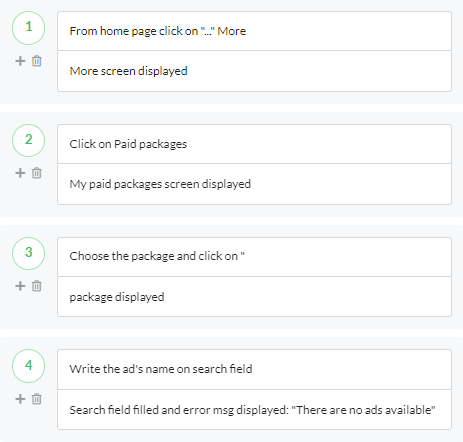 1
From home page click on "..." More
More screen displayed
2
Click on Paid packages
My paid packages screen displayed
3
Choose the package and click on "
package displayed
4
Write the ad's name on search field
Search field filled and error msg displayed: "There are no ads available"